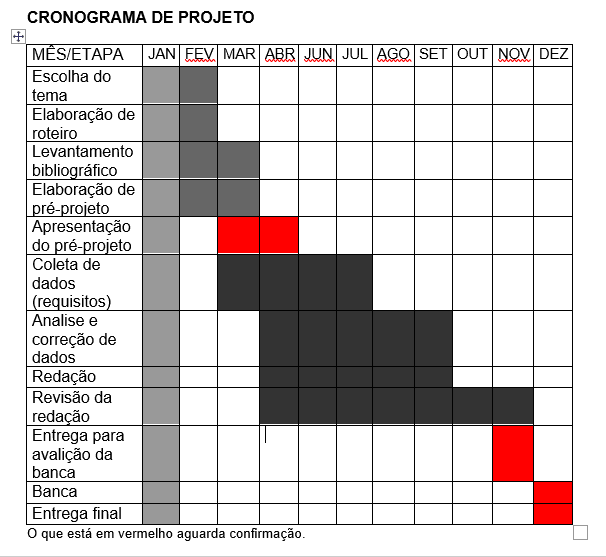 CRONOGRAMA DE PROJETO
MÊS/ETAPA JAN FEV MAR ABR JUN JUL AGO SET OUT NOV DEZ
Escolha do
tema
Elaboração de
roteiro
Levantamento
bibliográfico
Elaboração de
pré-projeto
Apresentação
do pré-projeto
Coleta de
dados
(requisitos)
Analise e
correção de
dados
Redação
Revisão da
redação
Entrega para
avalição da
banca
Banca
Entrega final
O que está em vermelho aguarda confirmação.